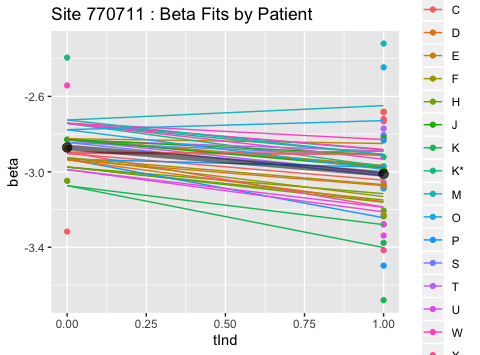 Site 770711 : Beta Fits by Patient
beta
-2.6
-3.0
-3.4
0.00 0.25 0.50 0.75 1.00
tInd
C
D
E
F
H
J
K
K*
M
O
P
S
T
U
W